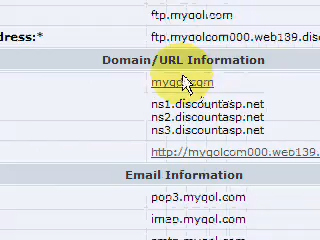 ftp.myqol.com
dress:* ftp.myqolcom000.web139.disc
Domain/URL Information
myqol.com
ns1.discountasp.net
ns2.discountasp.net
ns3.discountasp.net
http://myqolcom000.web139.
Email Information
pop3.myqol.com
imep.myqol.com